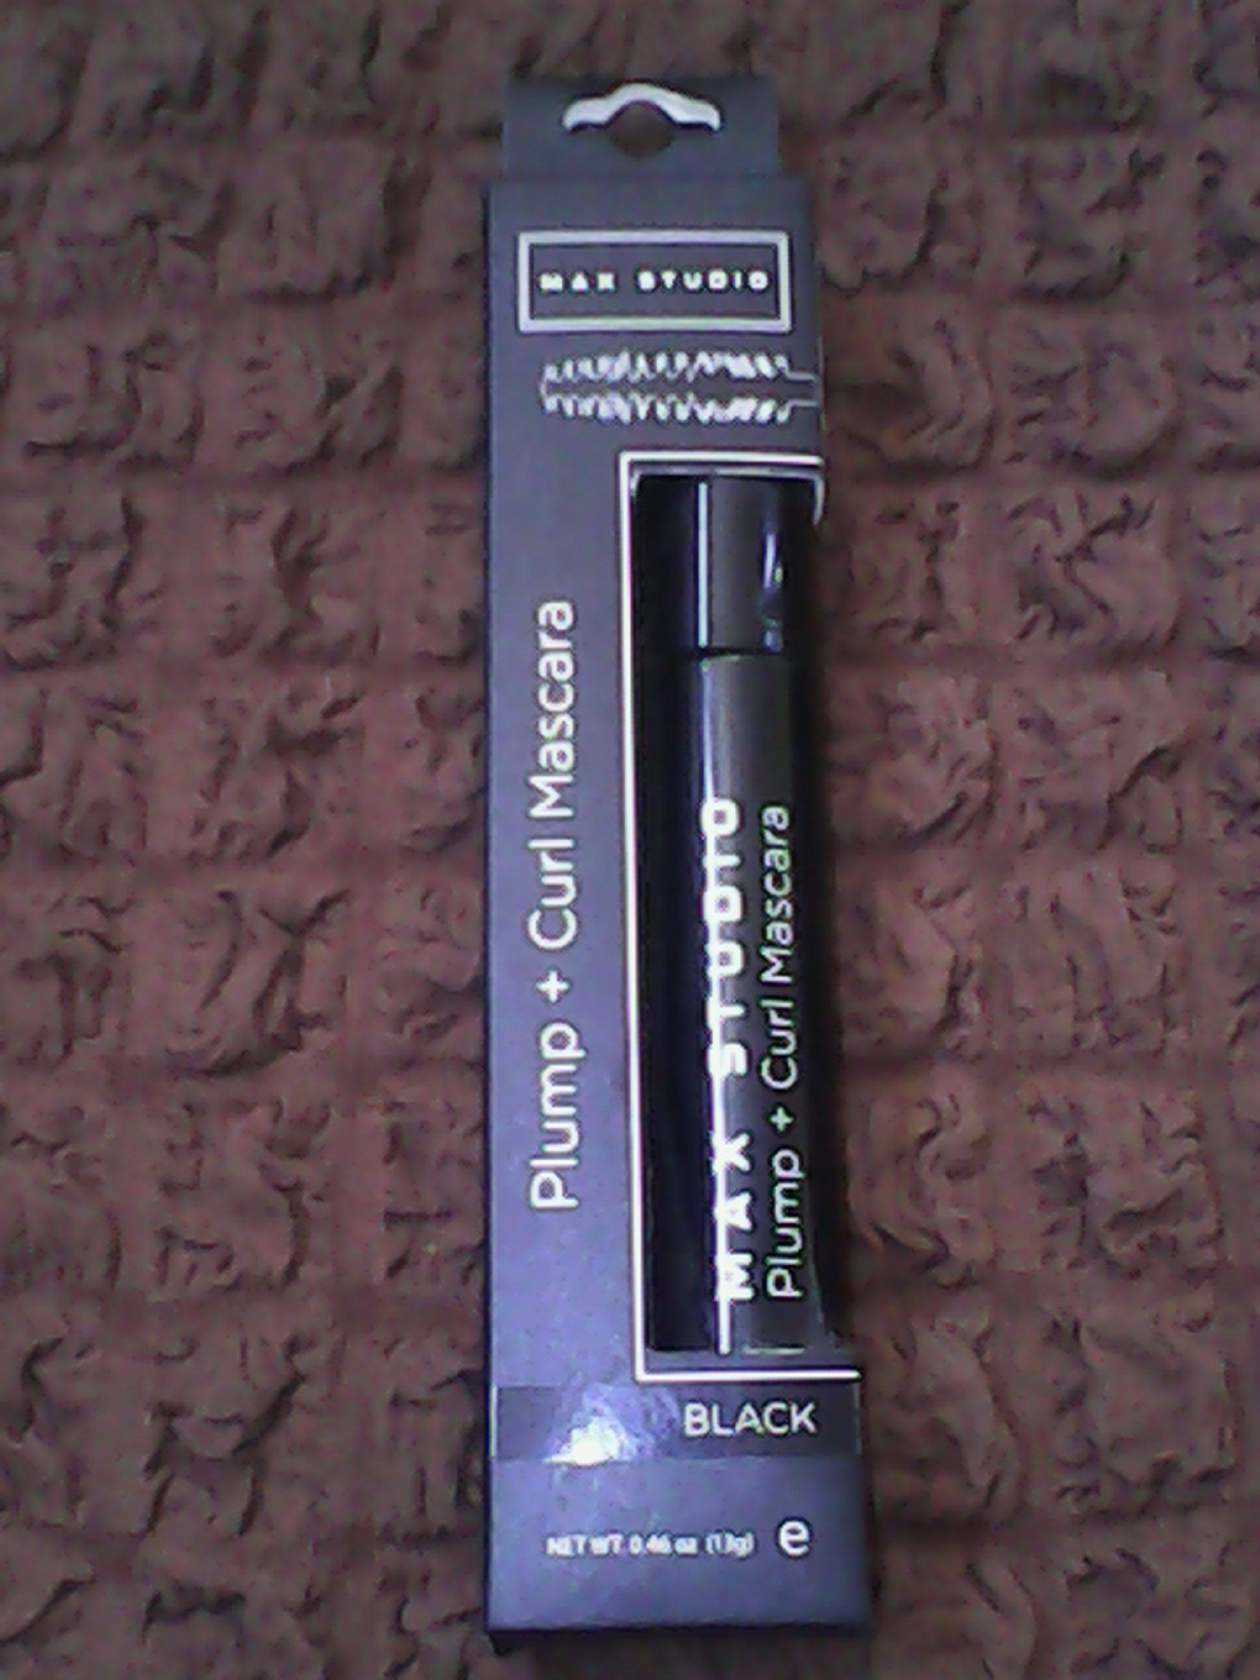 MAX STUDIO
Plump + Curl Mascara
MAX STUDIO
Plump + Curl Mascara
BLACK
NET WT 0.46 oz (13g) e